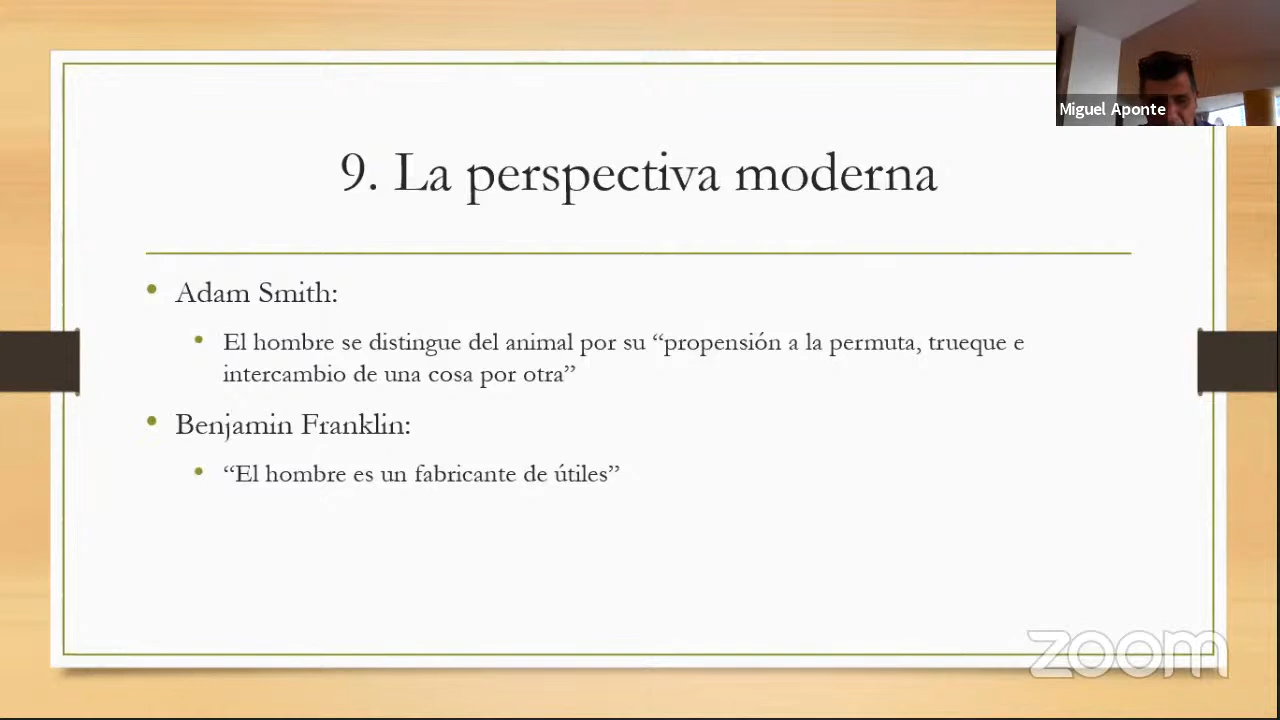 Miguel Aponte
9. La perspectiva moderna
• Adam Smith:
• El hombre se distingue del animal por su “propensión a la permuta, trueque e
intercambio de una cosa por otra”
• Benjamin Franklin:
• “El hombre es un fabricante de útiles”
zoom